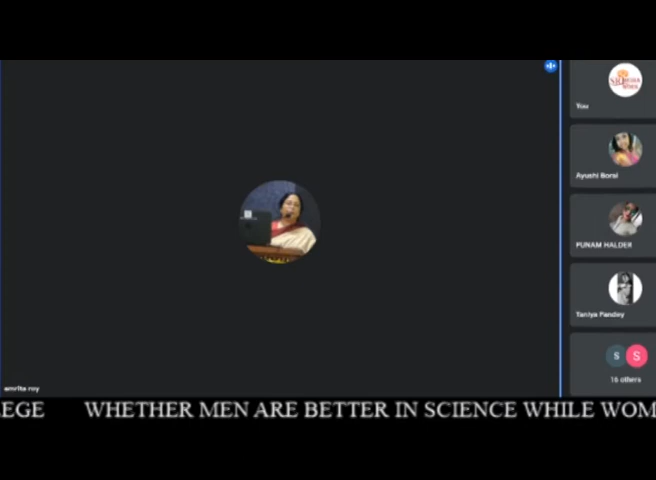 You
Ayushi Borsi
PUNAM HALDER
Taniya Pandey
S S
16 others
amrita roy
EGE WHETHER MEN ARE BETTER IN SCIENCE WHILE WOM